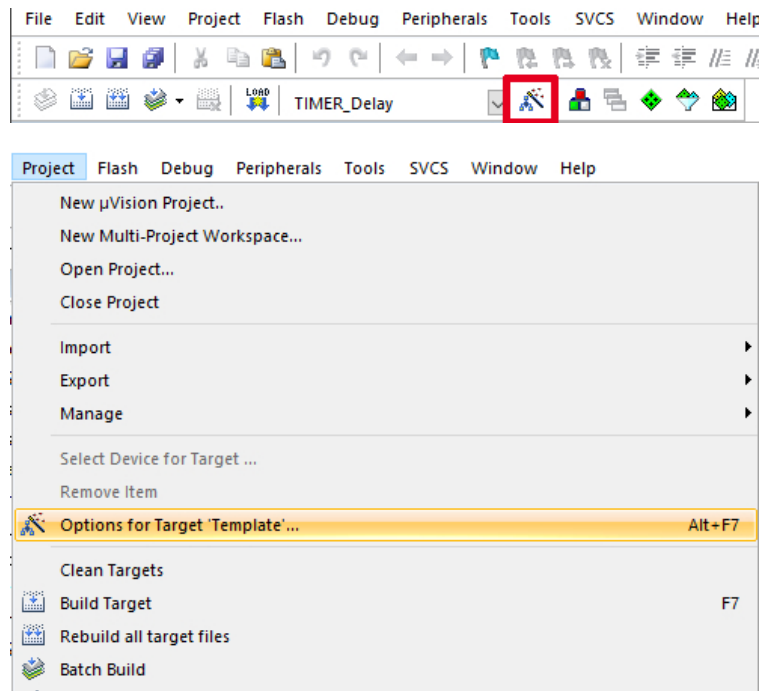 File Edit View Project Flash Debug Peripherals Tools SVCS Window Help
LOAD TIMER_Delay
Project Flash Debug Peripherals Tools SVCS Window Help
New µVision Project..
New Multi-Project Workspace...
Open Project...
Close Project
Import
Export
Manage
Select Device for Target ...
Remove Item
Options for Target 'Template'... Alt+F7
Clean Targets
Build Target F7
Rebuild all target files
Batch Build